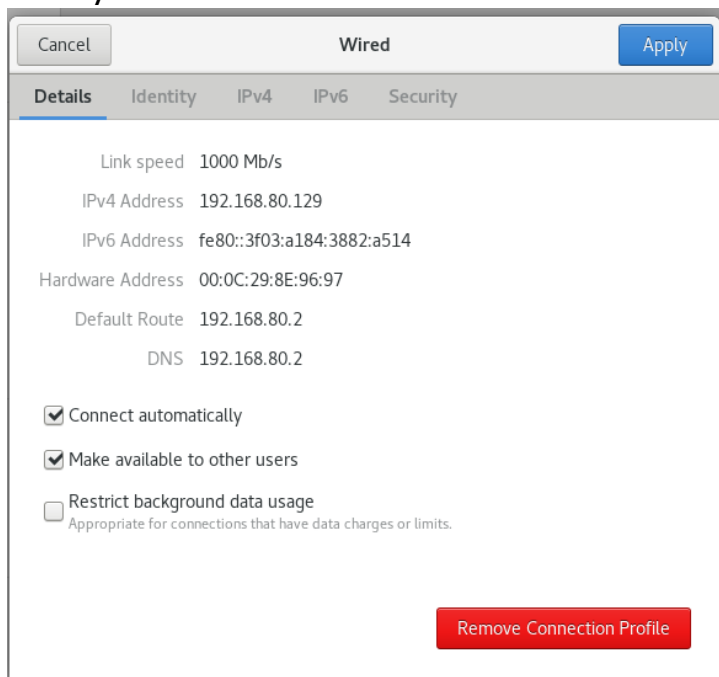 Cancel Wired Apply
Details Identity IPv4 IPv6 Security
Link speed 1000 Mb/s
IPv4 Address 192.168.80.129
IPv6 Address fe80::3f03:a184:3882:a514
Hardware Address 00:0C:29:8E:96:97
Default Route 192.168.80.2
DNS 192.168.80.2
Connect automatically
Make available to other users
Restrict background data usage
Appropriate for connections that have data charges or limits.
Remove Connection Profile